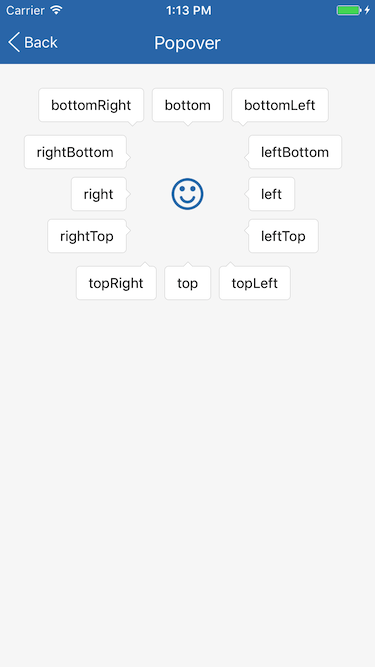 Carrier 1:13 PM
Back Popover
bottomRight bottom bottomLeft
rightBottom leftBottom
right left
rightTop leftTop
topRight top topLeft